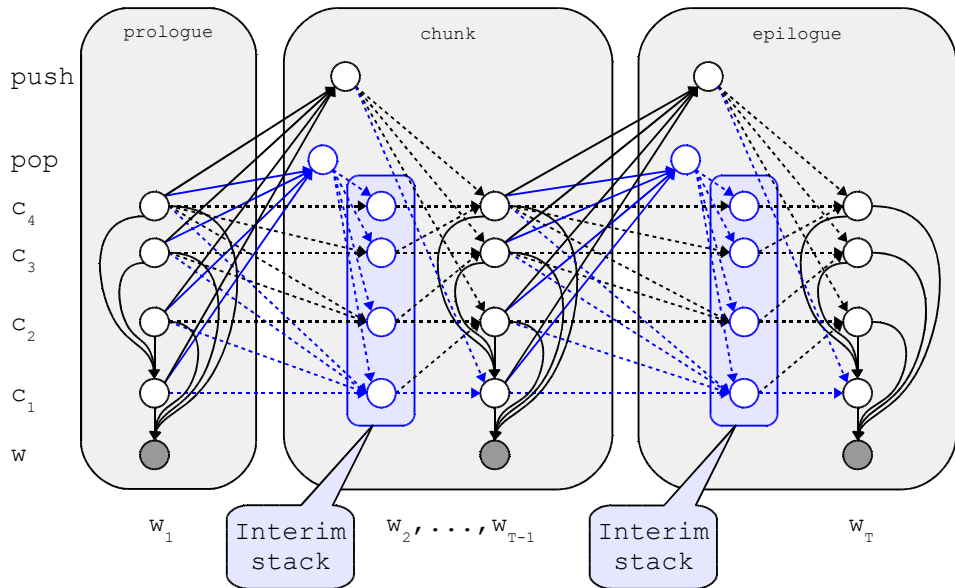 prologue
chunk
epilogue
push
pop
c4
c3
c2
c1
w
w1
Interim
stack
w2,...,wT-1
Interim
stack
wT